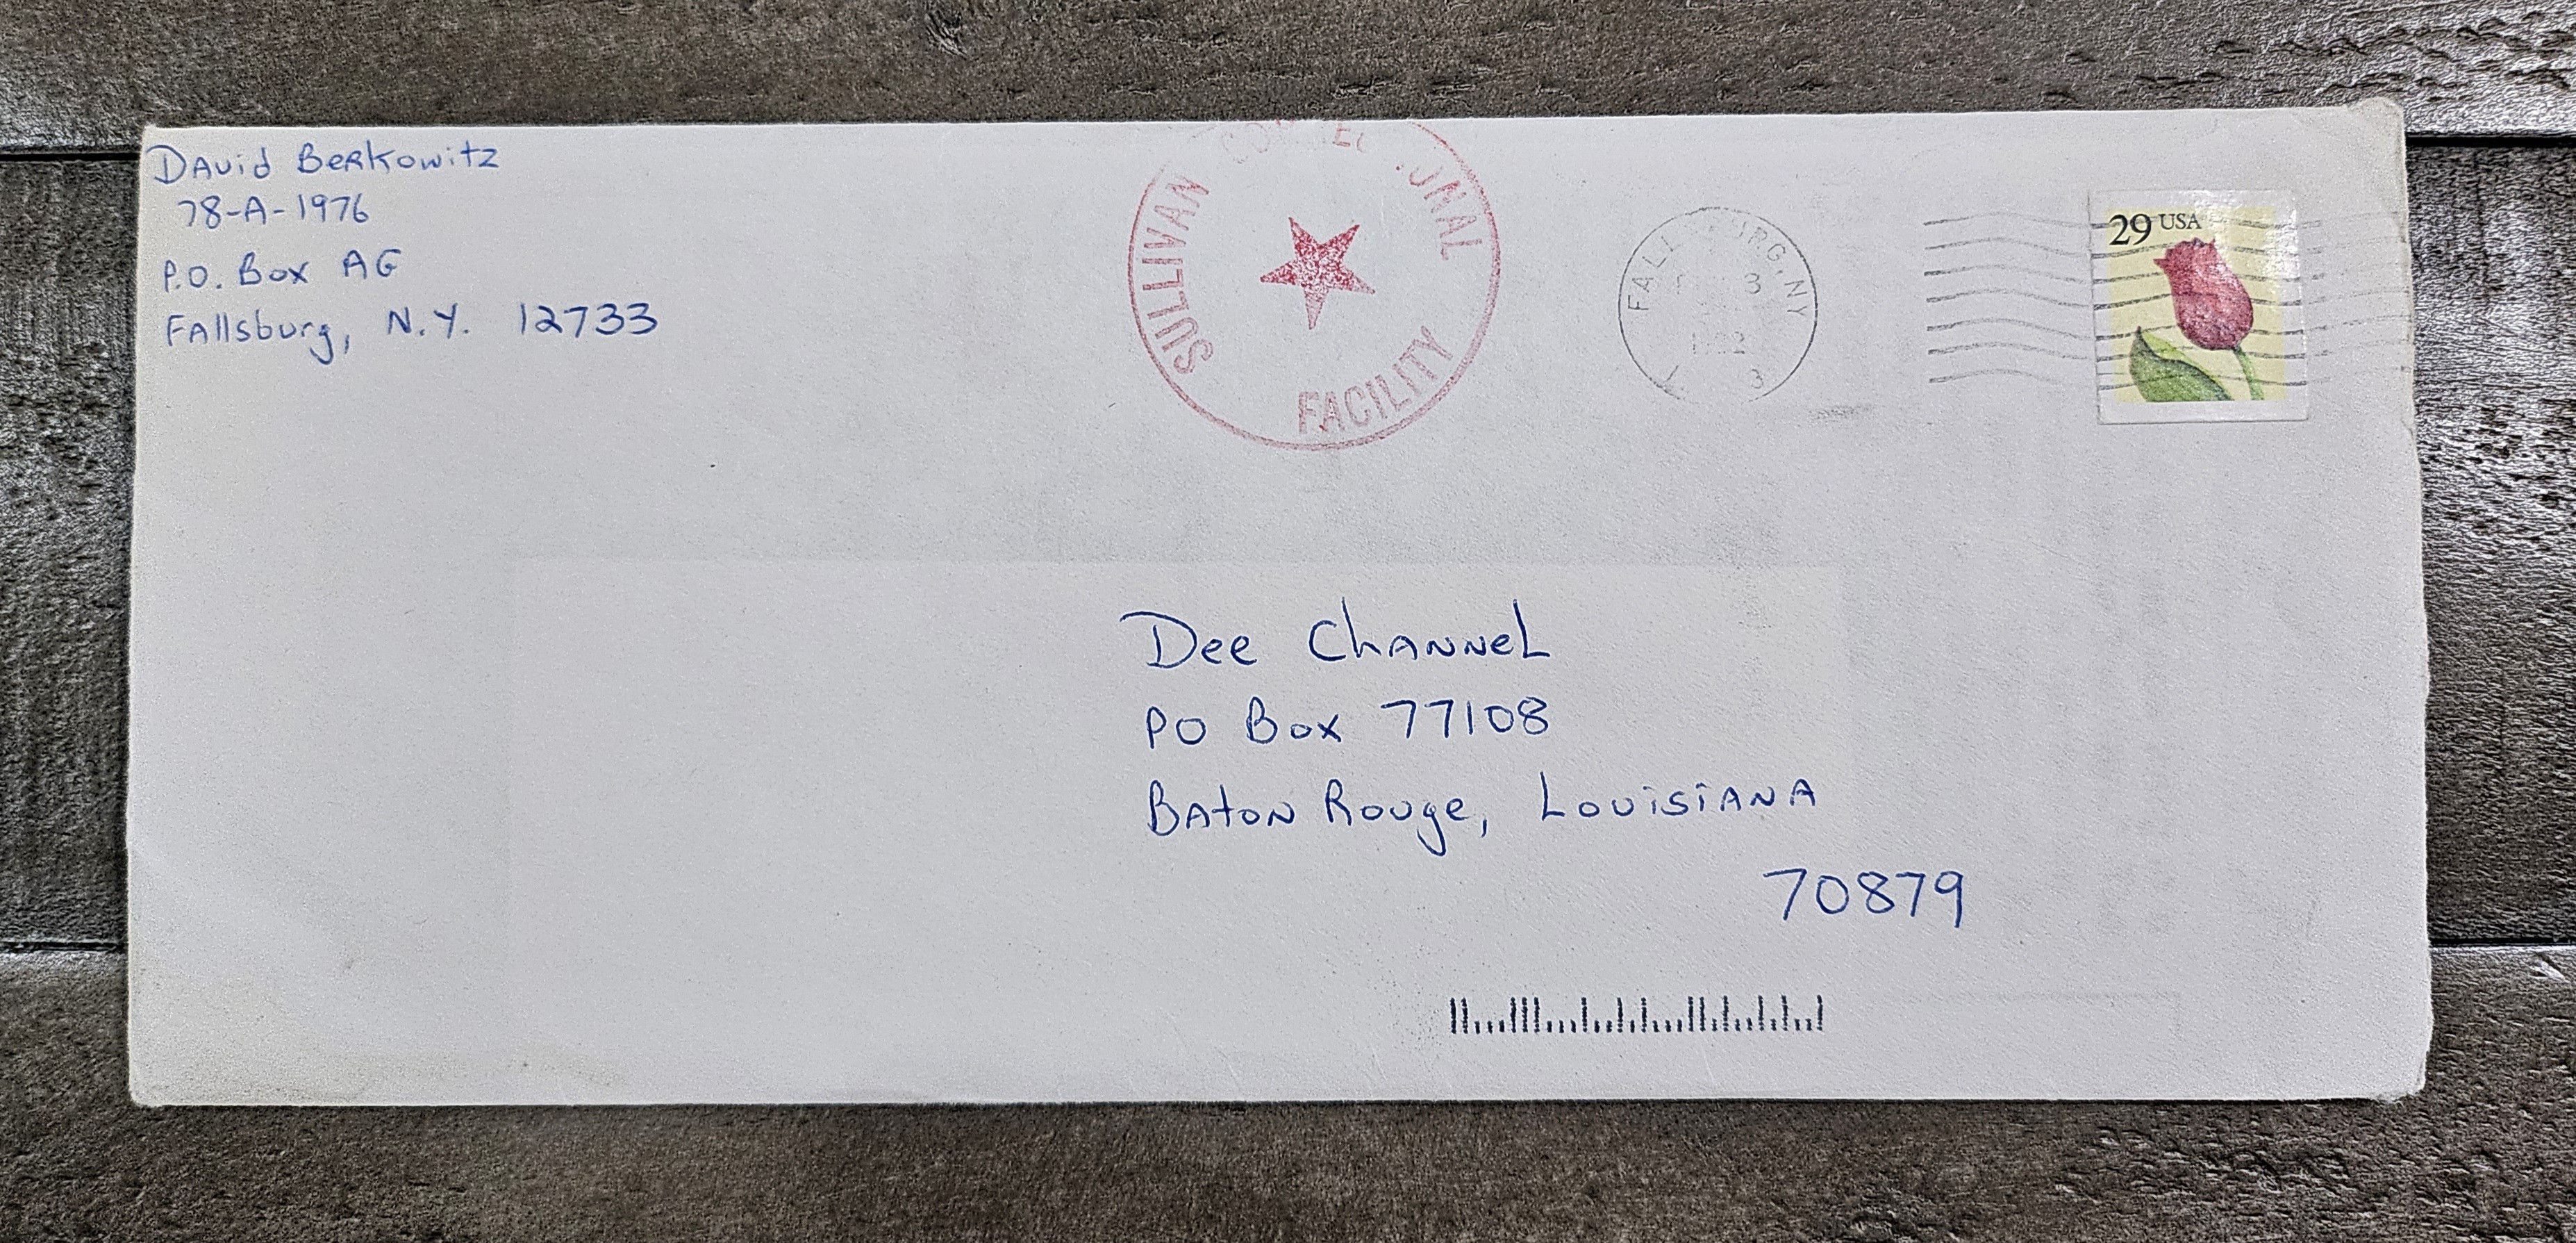 David Berkowitz
78-A-1976
P.O. Box AG
Fallsburg, N.Y. 12733
SULLIVAN
FACILITY
29 USA
Dee Channel
PO Box 77108
Baton Rouge, Louisiana
70879